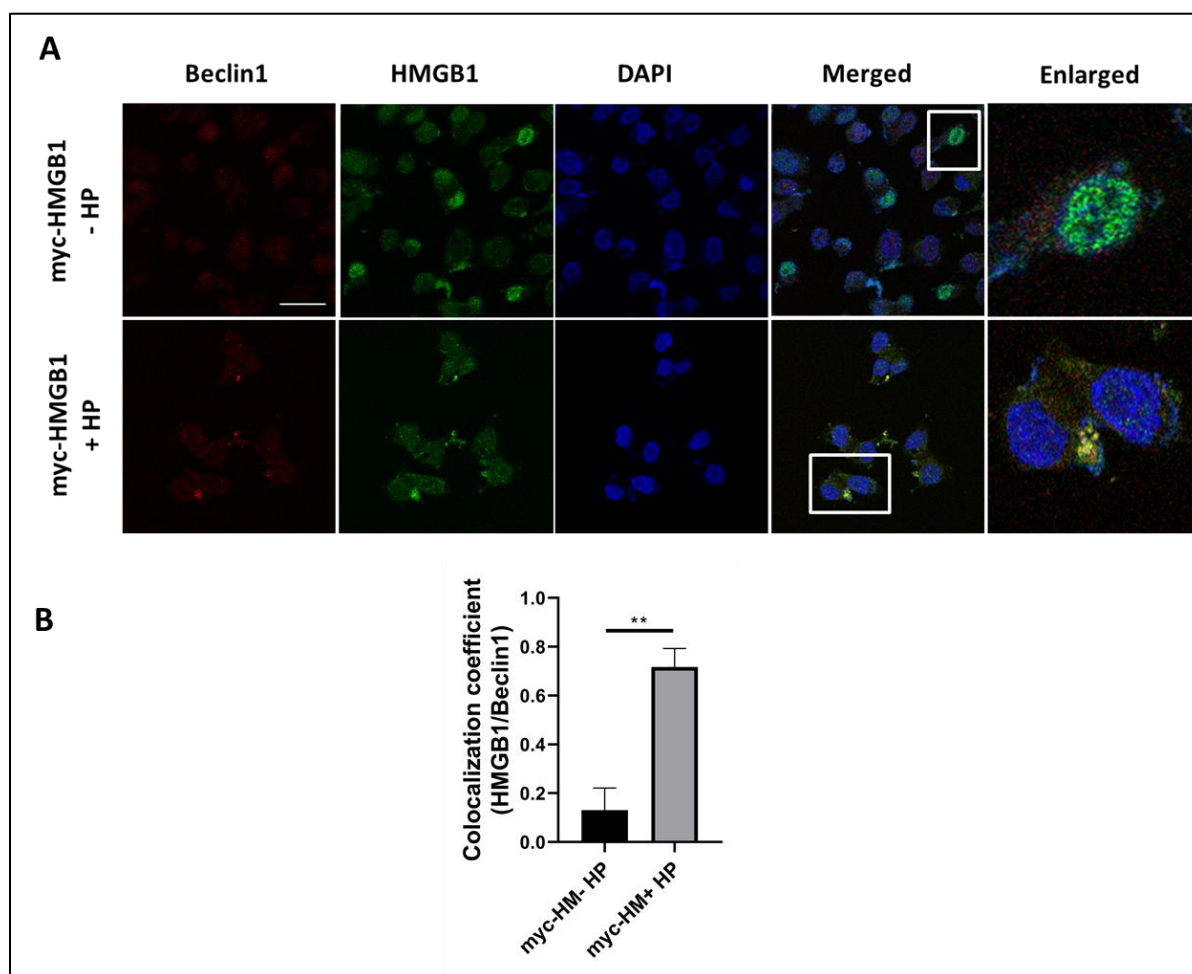 A
Beclin1 HMGB1 DAPI Merged Enlarged
myc-HMGB1
- HP
myc-HMGB1
+ HP
B
Colocalization coefficient
(HMGB1/Beclin1)
1.0
0.8
0.6
0.4
0.2
0.0
**
myc-HM- HP
myc-HM+ HP